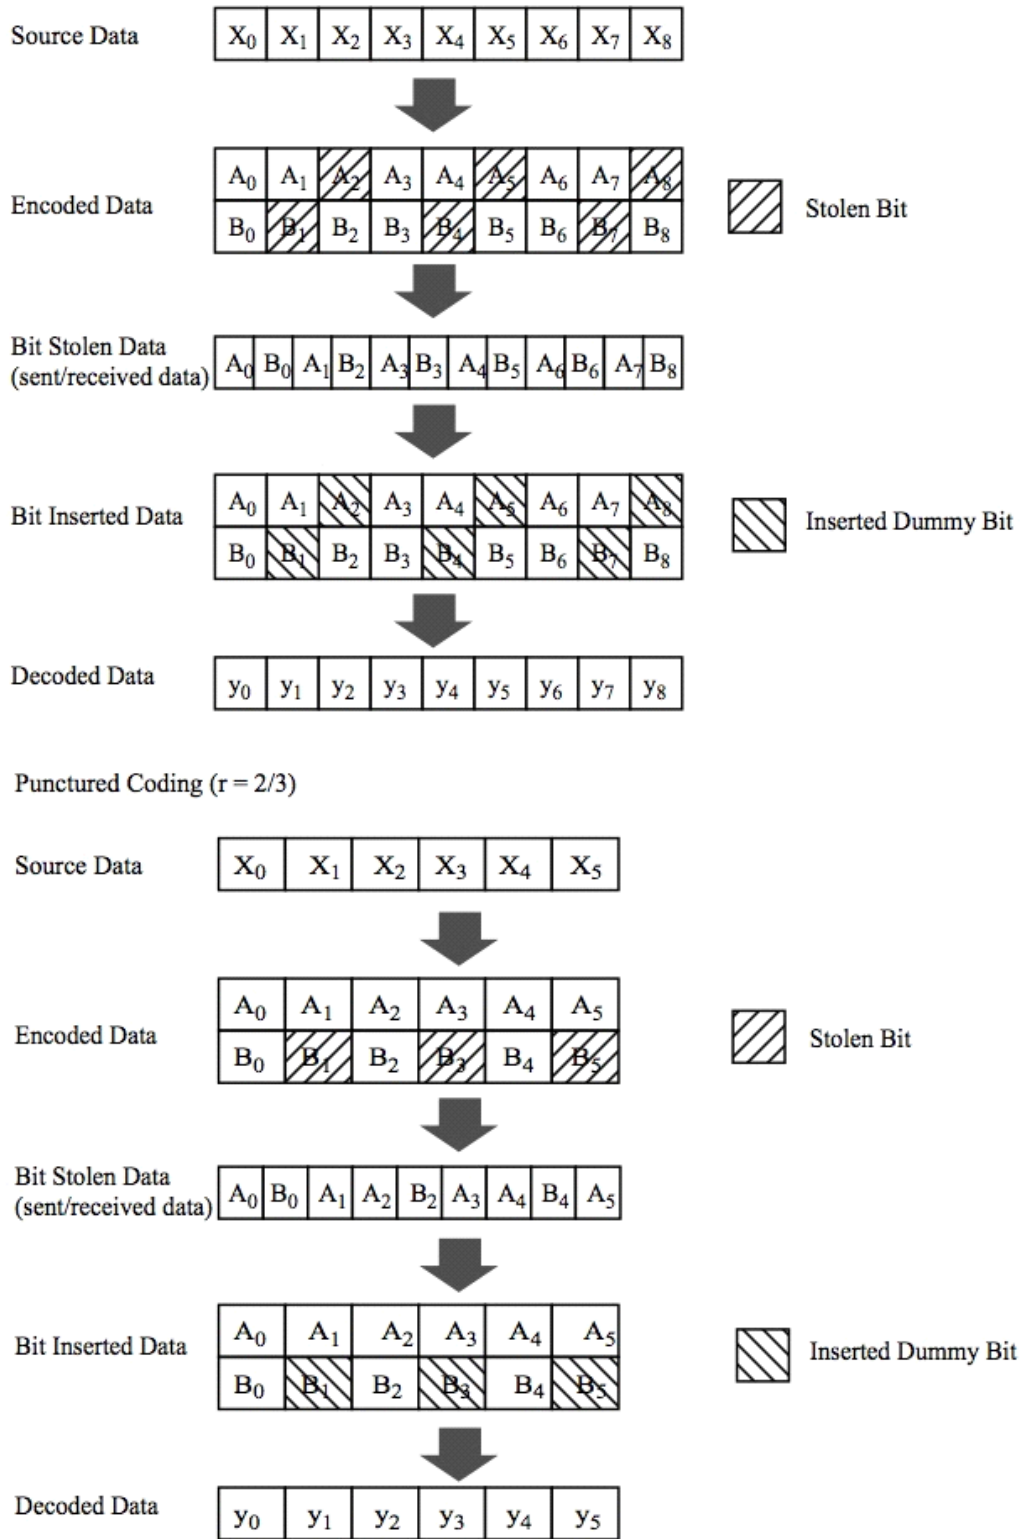 Source Data X₀ X₁ X₂ X₃ X₄ X₅ X₆ X₇ X₈
Encoded Data
A₀ A₁ A₂ A₃ A₄ A₅ A₆ A₇ A₈
B₀ B₁ B₂ B₃ B₄ B₅ B₆ B₇ B₈
Stolen Bit
Bit Stolen Data
(sent/received data)
A₀ B₀ A₁ B₂ A₃ B₃ A₄ B₅ A₆ B₆ A₇ B₈
Bit Inserted Data
A₀ A₁ A₂ A₃ A₄ A₅ A₆ A₇ A₈
B₀ B₁ B₂ B₃ B₄ B₅ B₆ B₇ B₈
Inserted Dummy Bit
Decoded Data y₀ y₁ y₂ y₃ y₄ y₅ y₆ y₇ y₈
Punctured Coding (r = 2/3)
Source Data X₀ X₁ X₂ X₃ X₄ X₅
Encoded Data
A₀ A₁ A₂ A₃ A₄ A₅
B₀ B₁ B₂ B₃ B₄ B₅
Stolen Bit
Bit Stolen Data
(sent/received data)
A₀ B₀ A₁ A₂ B₂ A₃ A₄ B₄ A₅
Bit Inserted Data
A₀ A₁ A₂ A₃ A₄ A₅
B₀ B₁ B₂ B₃ B₄ B₅
Inserted Dummy Bit
Decoded Data y₀ y₁ y₂ y₃ y₄ y₅